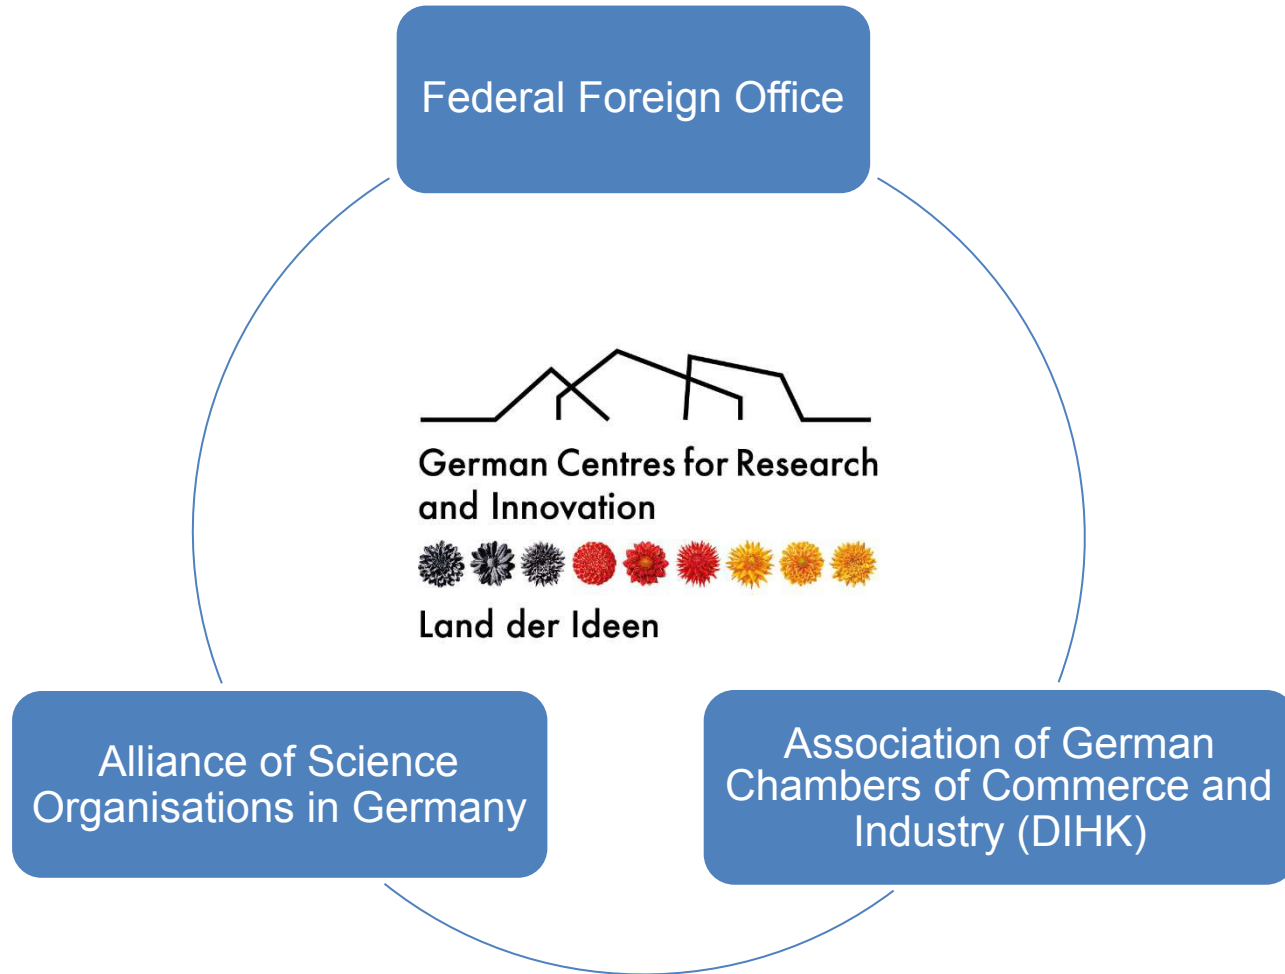 Federal Foreign Office
German Centres for Research
and Innovation
Land der Ideen
Alliance of Science
Organisations in Germany
Association of German
Chambers of Commerce and
Industry (DIHK)